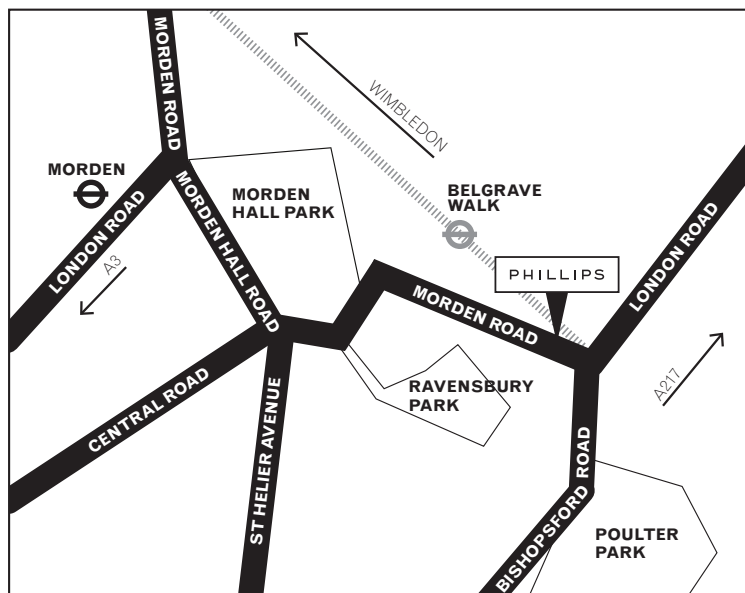 MORDEN ROAD
WIMBLEDON
MORDEN
MORDEN
HALL PARK
BELGRAVE
WALK
LONDON ROAD
A3
MORDEN HALL ROAD
PHILLIPS
MORDEN ROAD
LONDON ROAD
A217
CENTRAL ROAD
ST HELIER AVENUE
RAVENSBURY
PARK
BISHOPSFORD ROAD
POULTER
PARK